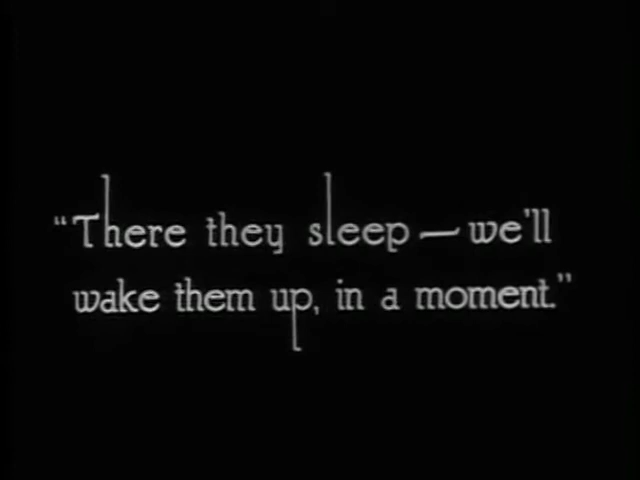 “There they sleep — we'll
wake them up, in a moment.”